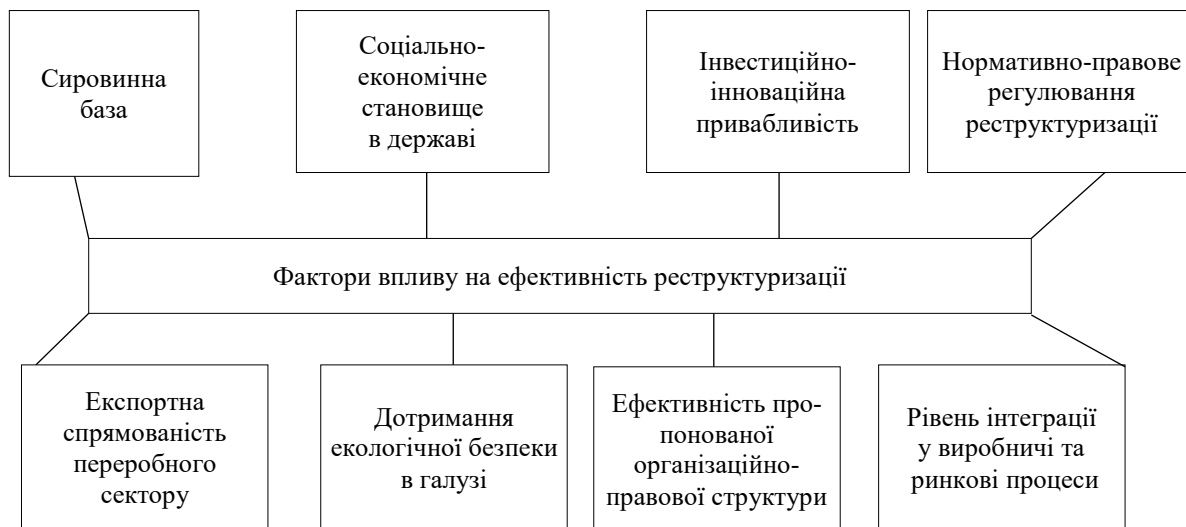 Сировинна
база
Соціально-
економічне
становище
в державі
Інвестиційно-
інноваційна
привабливість
Нормативно-правове
регулювання
реструктуризації
Фактори впливу на ефективність реструктуризації
Експортна
спрямованість
переробного
сектору
Дотримання
екологічної безпеки
в галузі
Ефективність про-
понованої
організаційно-
правової структури
Рівень інтеграції
у виробничі та
ринкові процеси